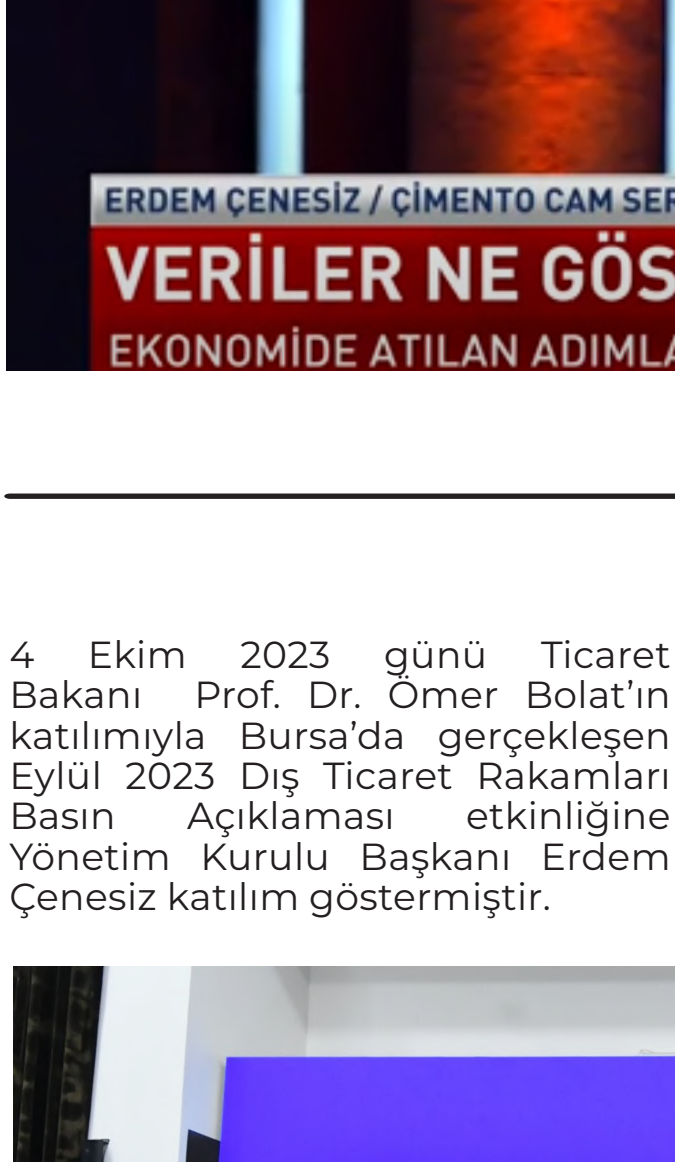 ERDEM ÇENESİZ / ÇİMENTO CAM SER
VERİLER NE GÖS
EKONOMİDE ATILAN ADIMLA
4 Ekim 2023 günü Ticaret
Bakanı Prof. Dr. Ömer Bolat’ın
katılımıyla Bursa’da gerçekleşen
Eylül 2023 Dış Ticaret Rakamları
Basın Açıklaması etkinliğine
Yönetim Kurulu Başkanı Erdem
Çenesiz katılım göstermiştir.